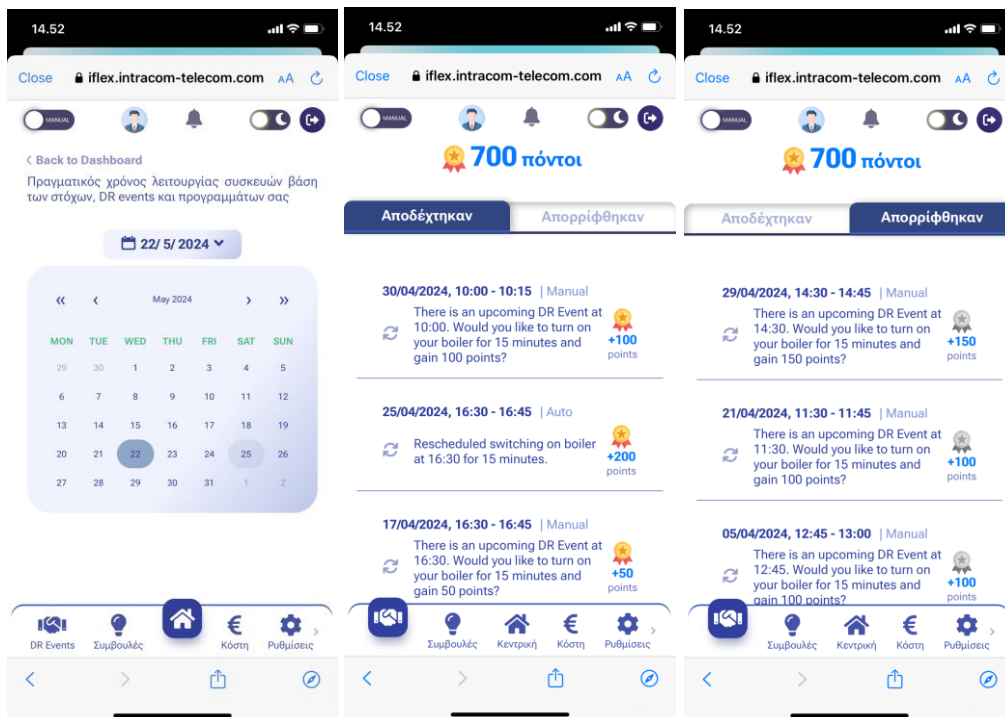 14.52
Close iflex.intracom-telecom.com AA
MANUAL
< Back to Dashboard
Πραγματικός χρόνος λειτουργίας συσκευών βάση
των στόχων, DR events και προγραμμάτων σας
22/ 5/ 2024
« ‹ May 2024 › »
MON TUE WED THU FRI SAT SUN
29 30 1 2 3 4 5
6 7 8 9 10 11 12
13 14 15 16 17 18 19
20 21 22 23 24 25 26
27 28 29 30 31 1 2
DR Events Συμβουλές Κόστη Ρυθμίσεις
14.52
Close iflex.intracom-telecom.com AA
MANUAL
700 πόντοι
Αποδέχτηκαν Απορρίφθηκαν
30/04/2024, 10:00 - 10:15 | Manual
There is an upcoming DR Event at
10:00. Would you like to turn on
your boiler for 15 minutes and
gain 100 points?
+100
points
25/04/2024, 16:30 - 16:45 | Auto
Rescheduled switching on boiler
at 16:30 for 15 minutes.
+200
points
17/04/2024, 16:30 - 16:45 | Manual
There is an upcoming DR Event at
16:30. Would you like to turn on
your boiler for 15 minutes and
gain 50 points?
+50
points
Συμβουλές Κεντρική Κόστη Ρυθμίσεις
14.52
Close iflex.intracom-telecom.com AA
MANUAL
700 πόντοι
Αποδέχτηκαν Απορρίφθηκαν
29/04/2024, 14:30 - 14:45 | Manual
There is an upcoming DR Event at
14:30. Would you like to turn on
your boiler for 15 minutes and
gain 150 points?
+150
points
21/04/2024, 11:30 - 11:45 | Manual
There is an upcoming DR Event at
11:30. Would you like to turn on
your boiler for 15 minutes and
gain 100 points?
+100
points
05/04/2024, 12:45 - 13:00 | Manual
There is an upcoming DR Event at
12:45. Would you like to turn on
your boiler for 15 minutes and
gain 100 points?
+100
points
Συμβουλές Κεντρική Κόστη Ρυθμίσεις